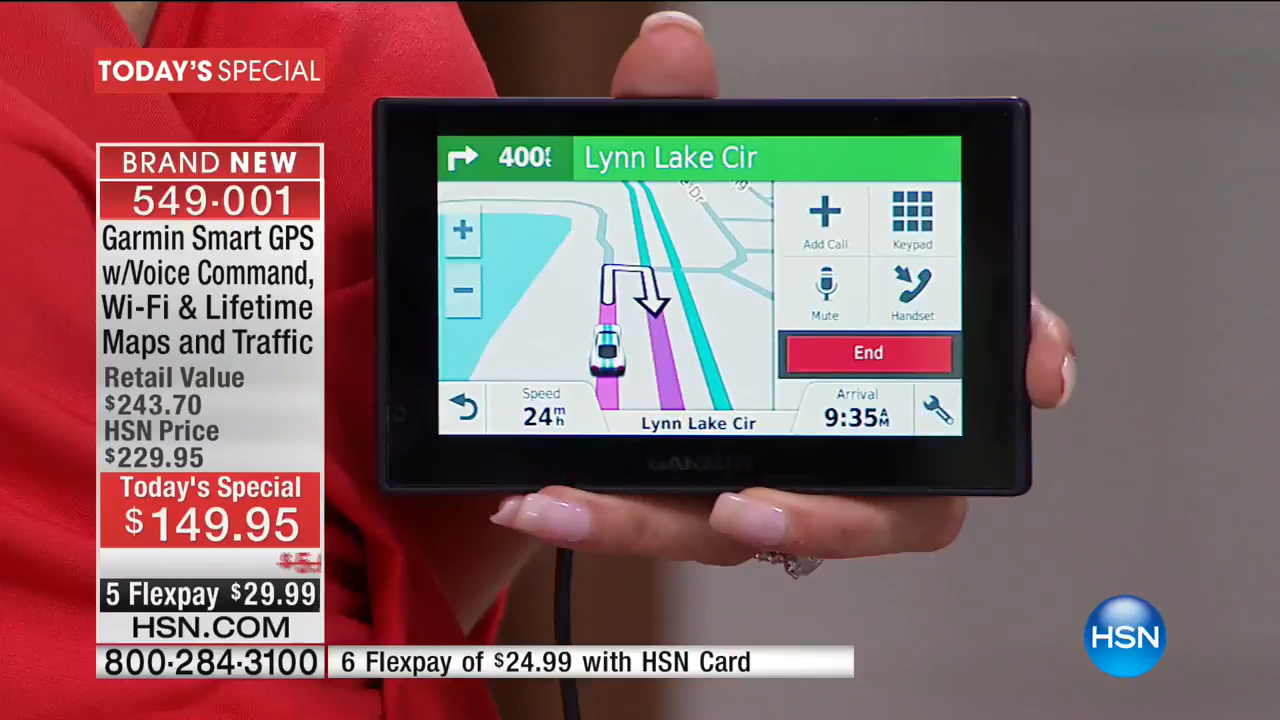 TODAY'S SPECIAL
BRAND NEW
549-001
Garmin Smart GPS
w/Voice Command,
Wi-Fi & Lifetime
Maps and Traffic
Retail Value
$243.70
HSN Price
$229.95
Today's Special
$149.95
5 Flexpay $29.99
HSN.COM
800-284-3100
6 Flexpay of $24.99 with HSN Card
400ft
Lynn Lake Cir
+
Add Call
Keypad
−
Mute
Handset
End
Speed
24mh
Lynn Lake Cir
Arrival
9:35AM
GARMIN
HSN